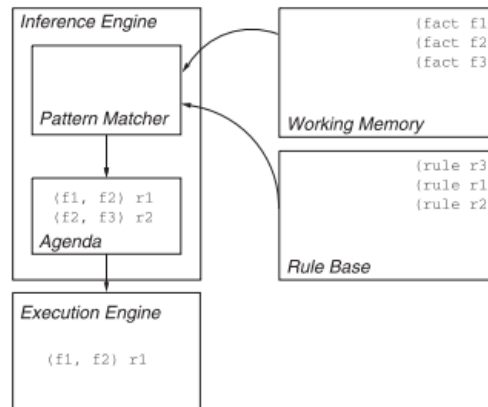 Inference Engine
Pattern Matcher
(f1, f2) r1
(f2, f3) r2
Agenda
Execution Engine
(f1, f2) r1
(fact f1
(fact f2
(fact f3
Working Memory
(rule r3
(rule r1
(rule r2
Rule Base